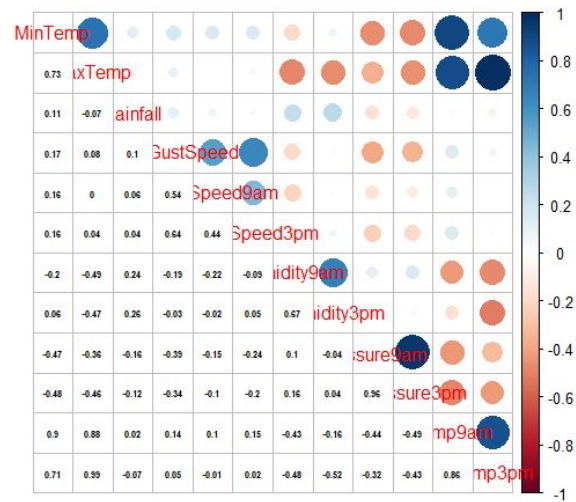 MinTemp
0.73 axTemp
0.11 -0.07 ainfall
0.17 0.08 0.1 GustSpeed
0.16 0 0.06 0.54 Speed9am
0.16 0.04 0.04 0.64 0.44 Speed3pm
-0.2 -0.49 0.24 -0.19 -0.22 -0.09 idity9am
0.06 -0.47 0.26 -0.03 -0.02 0.05 0.67 idity3pm
-0.47 -0.36 -0.16 -0.39 -0.15 -0.24 0.1 -0.04 ssure9am
-0.48 -0.46 -0.12 -0.34 -0.1 -0.2 0.16 0.04 0.96 ssure3pm
0.9 0.88 0.02 0.14 0.1 0.15 -0.43 -0.16 -0.44 -0.49 mp9am
0.71 0.99 -0.07 0.05 -0.01 0.02 -0.48 -0.52 -0.32 -0.43 0.86 mp3pm
1
0.8
0.6
0.4
0.2
0
-0.2
-0.4
-0.6
-0.8
-1